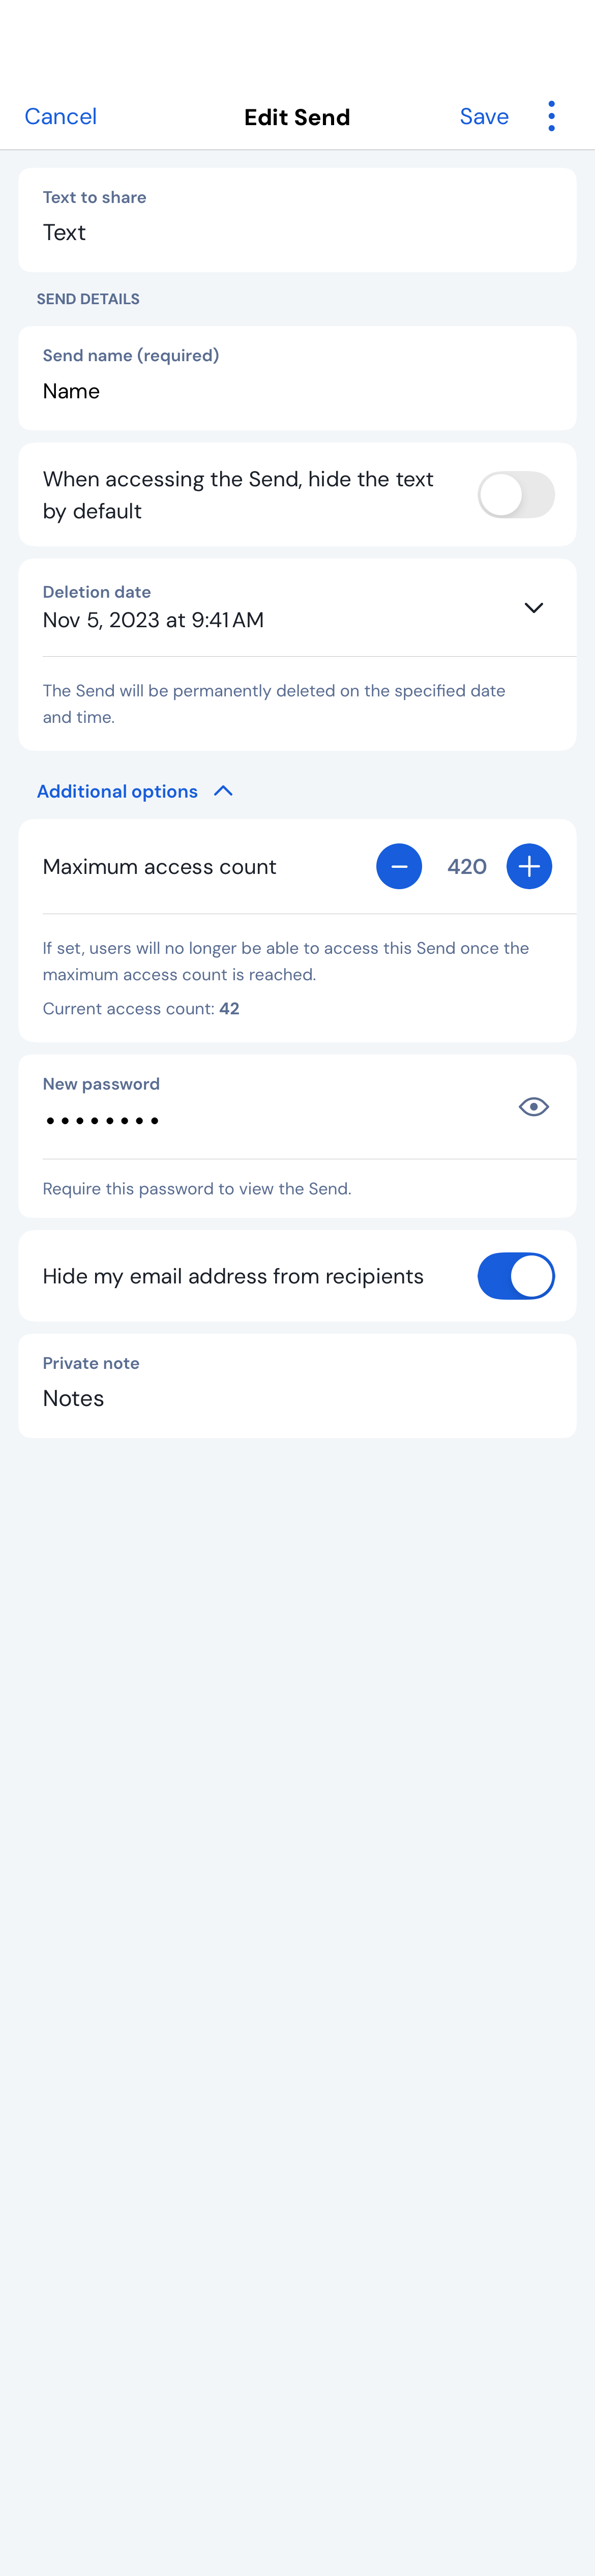 Cancel
Edit Send
Save
Text to share
Text
SEND DETAILS
Send name (required)
Name
When accessing the Send, hide the text
by default
Deletion date
Nov 5, 2023 at 9:41 AM
The Send will be permanently deleted on the specified date
and time.
Additional options
Maximum access count
420
If set, users will no longer be able to access this Send once the
maximum access count is reached.
Current access count: 42
New password
••••••••
Require this password to view the Send.
Hide my email address from recipients
Private note
Notes